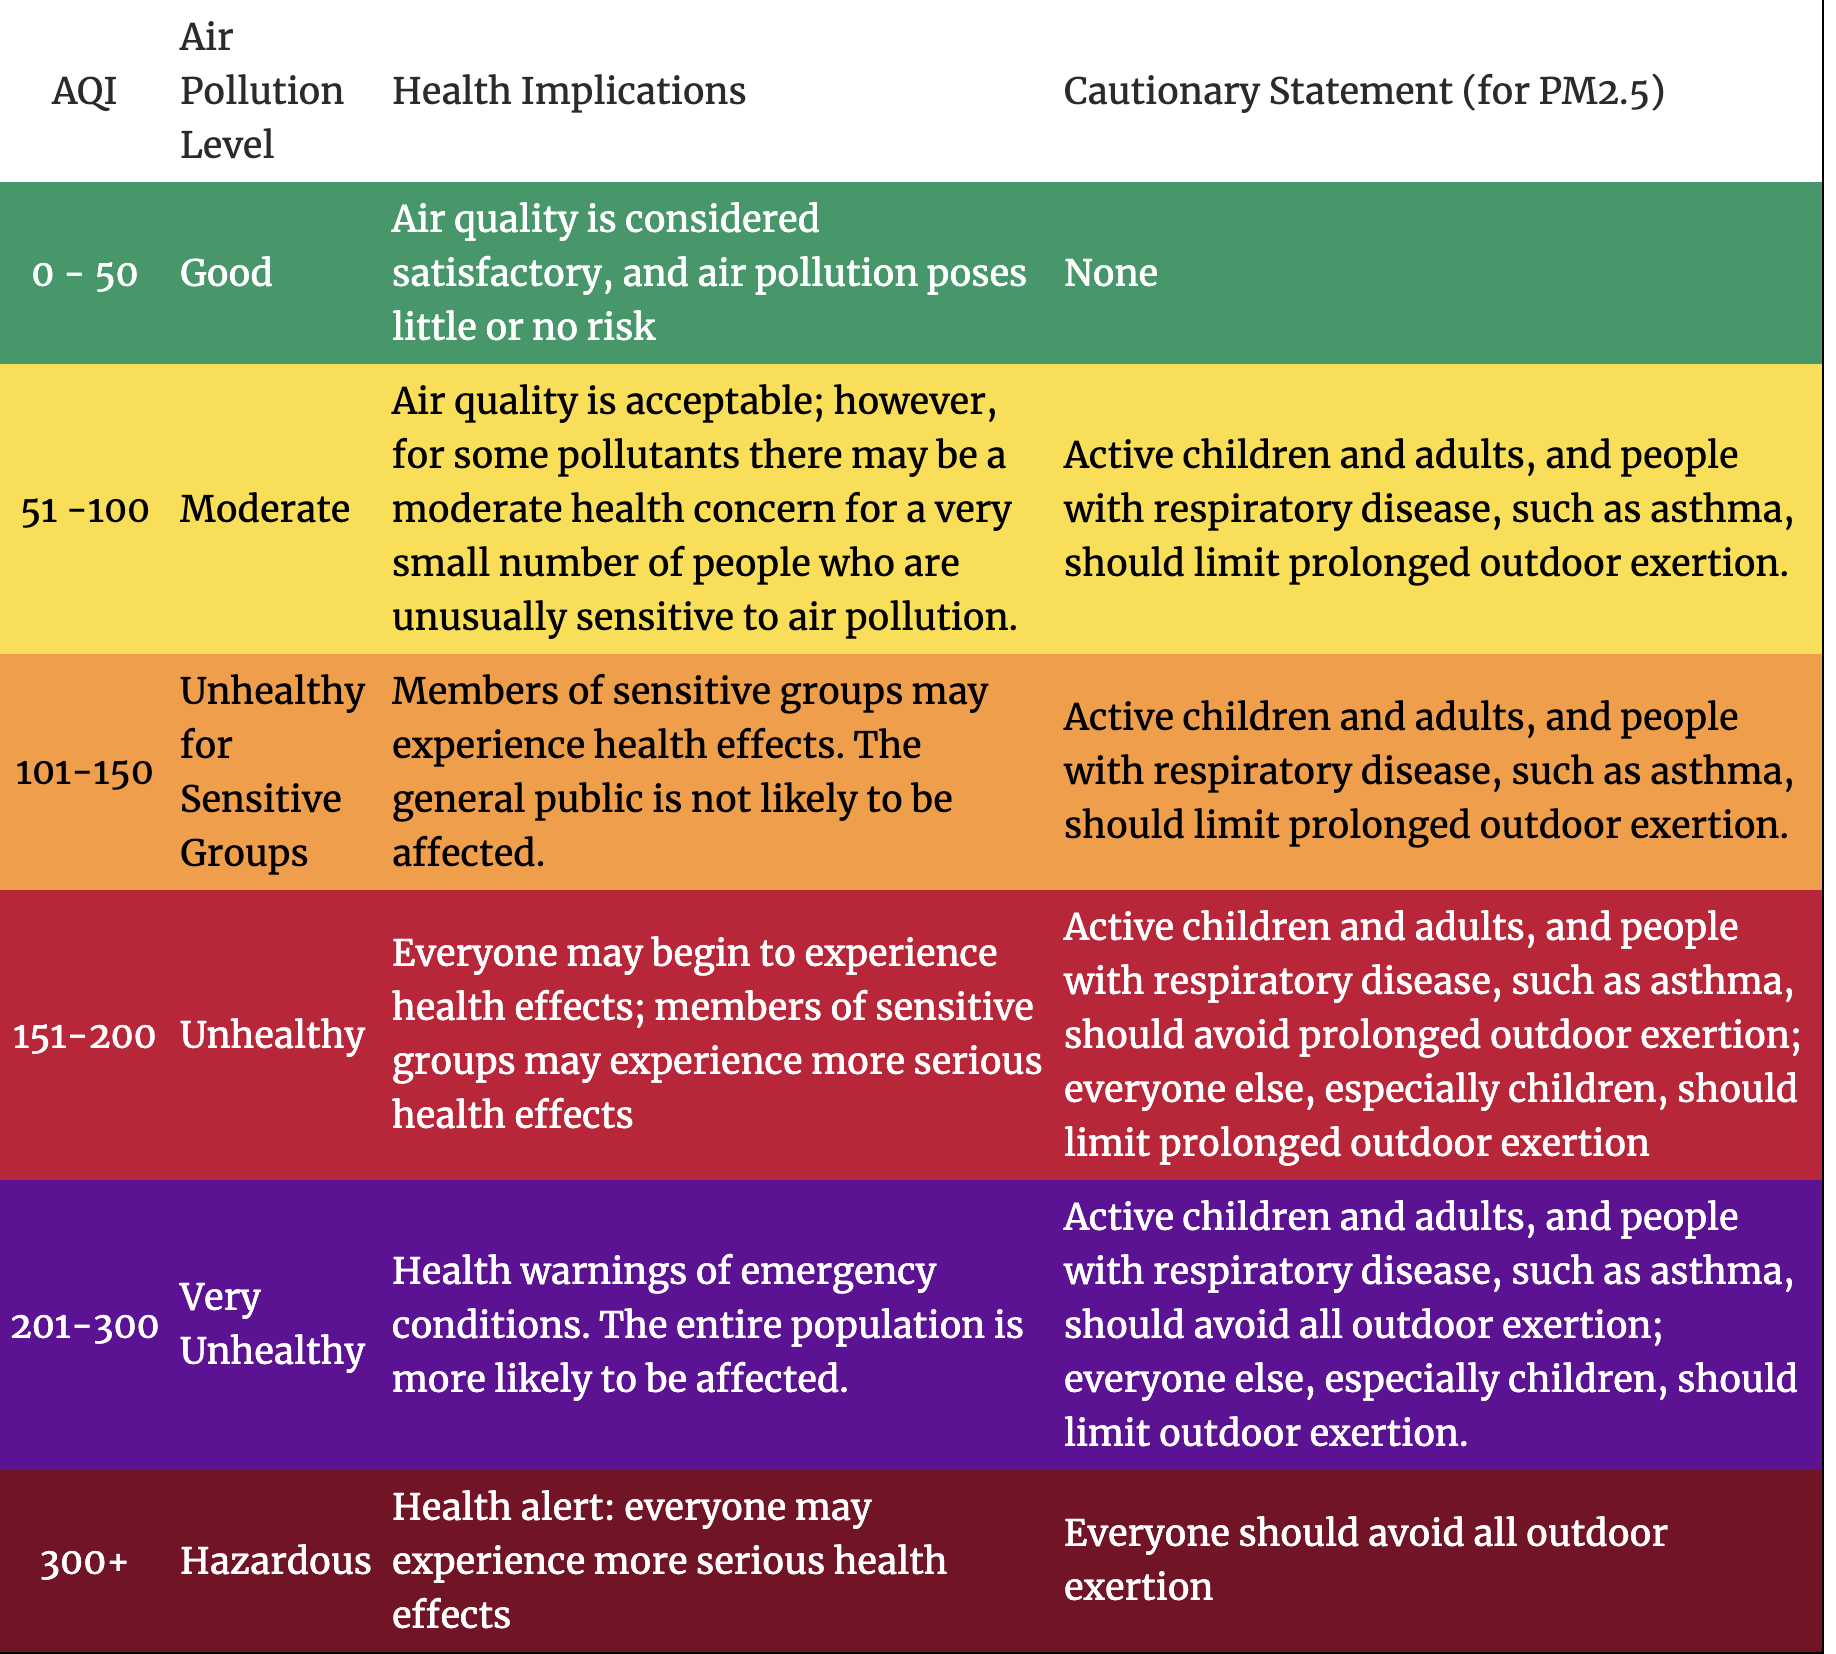 AQI
Air
Pollution
Level
Health Implications
Cautionary Statement (for PM2.5)
0 - 50
Good
Air quality is considered
satisfactory, and air pollution poses
little or no risk
None
51 -100
Moderate
Air quality is acceptable; however,
for some pollutants there may be a
moderate health concern for a very
small number of people who are
unusually sensitive to air pollution.
Active children and adults, and people
with respiratory disease, such as asthma,
should limit prolonged outdoor exertion.
101-150
Unhealthy
for
Sensitive
Groups
Members of sensitive groups may
experience health effects. The
general public is not likely to be
affected.
Active children and adults, and people
with respiratory disease, such as asthma,
should limit prolonged outdoor exertion.
151-200
Unhealthy
Everyone may begin to experience
health effects; members of sensitive
groups may experience more serious
health effects
Active children and adults, and people
with respiratory disease, such as asthma,
should avoid prolonged outdoor exertion;
everyone else, especially children, should
limit prolonged outdoor exertion
201-300
Very
Unhealthy
Health warnings of emergency
conditions. The entire population is
more likely to be affected.
Active children and adults, and people
with respiratory disease, such as asthma,
should avoid all outdoor exertion;
everyone else, especially children, should
limit outdoor exertion.
300+
Hazardous
Health alert: everyone may
experience more serious health
effects
Everyone should avoid all outdoor
exertion